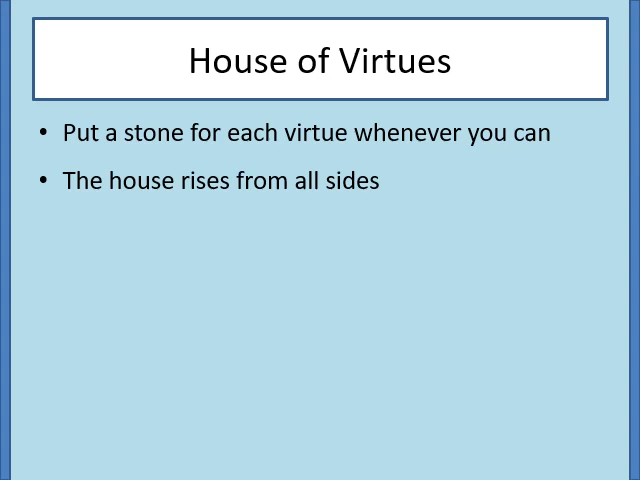 House of Virtues
• Put a stone for each virtue whenever you can
• The house rises from all sides